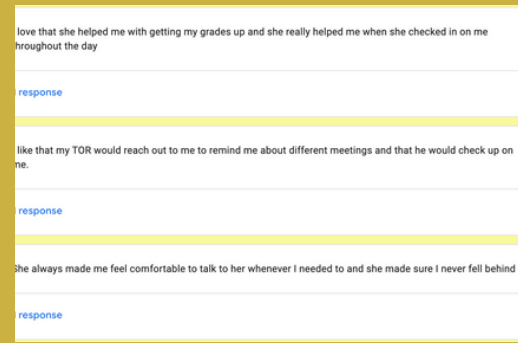 love that she helped me with getting my grades up and she really helped me when she checked in on me
hroughout the day
response
like that my TOR would reach out to me to remind me about different meetings and that he would check up on
me.
response
She always made me feel comfortable to talk to her whenever I needed to and she made sure I never fell behind
response